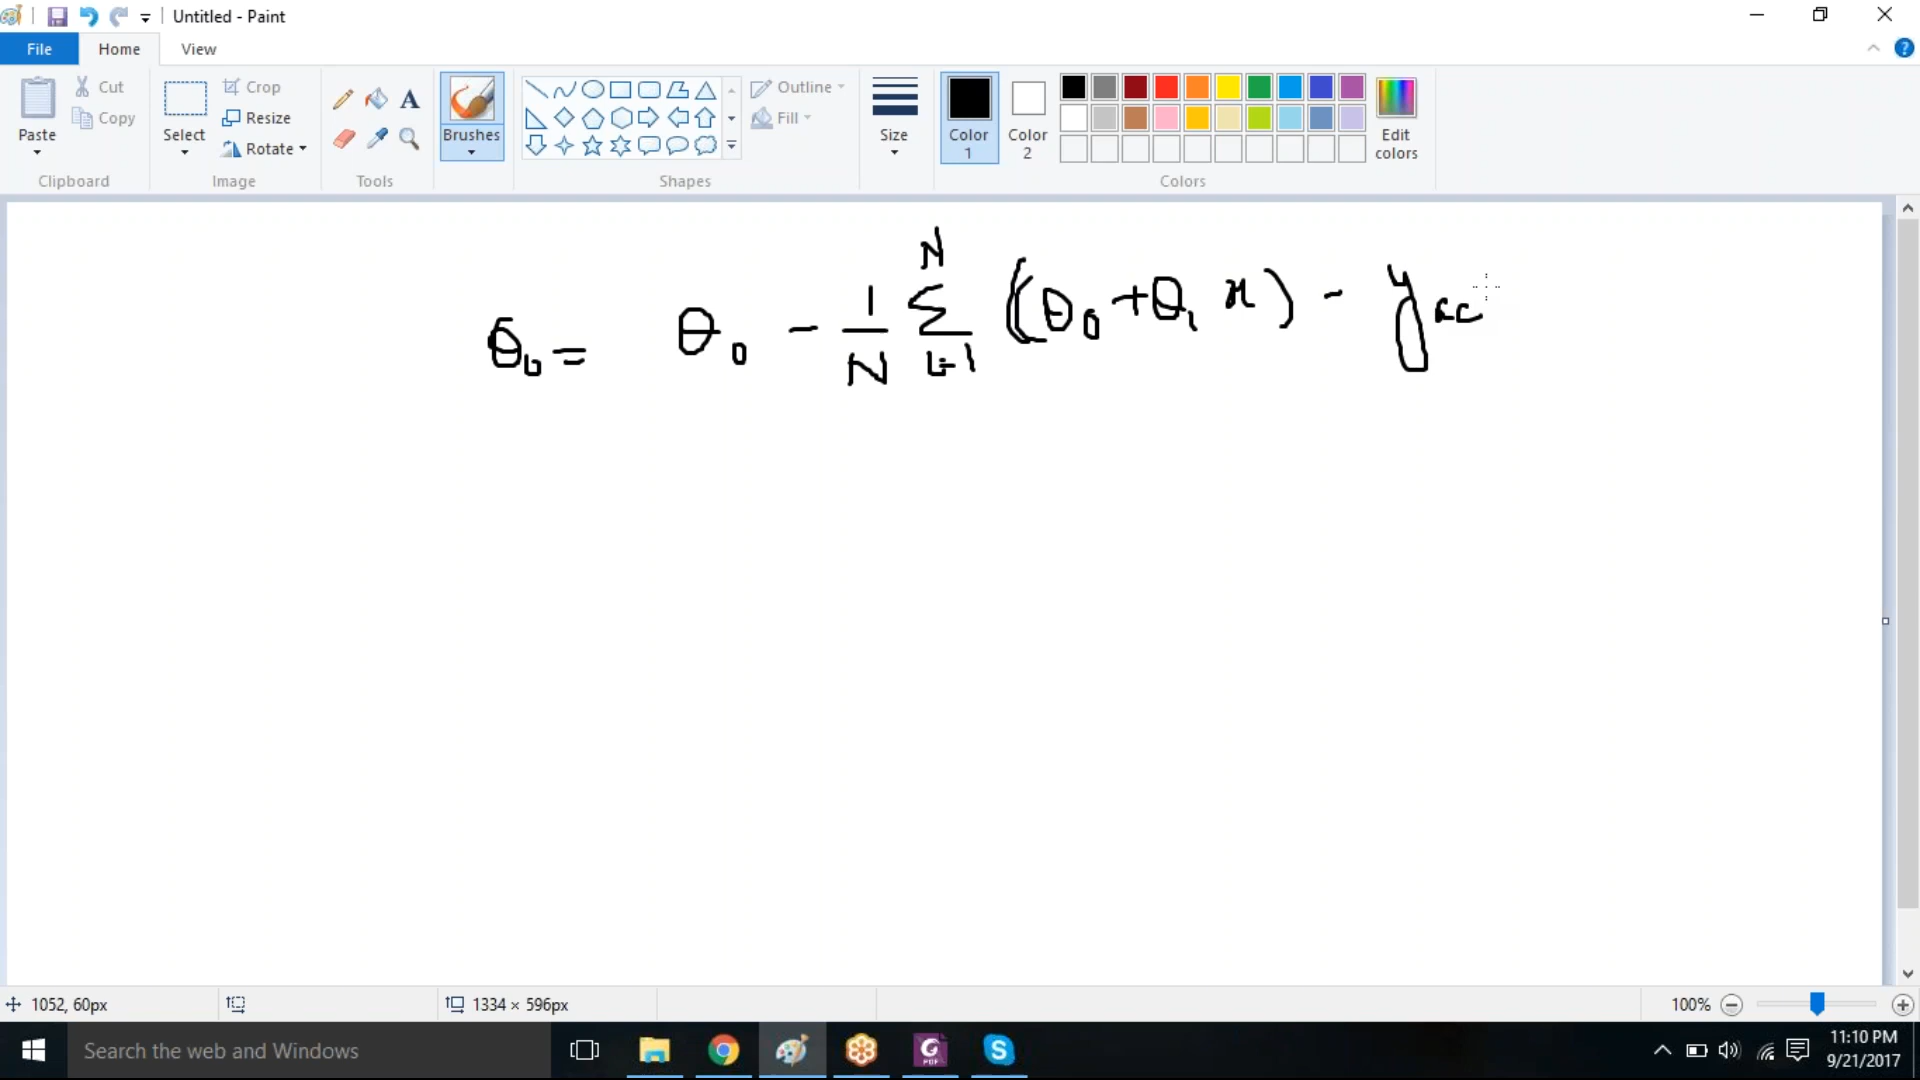 Untitled - Paint
File Home View
Paste
Cut
Copy
Clipboard
Select
Crop
Resize
Rotate
Image
Tools
Brushes
Outline
Fill
Shapes
Size
Color 1
Color 2
Edit colors
Colors
θ₀ = θ₀ - 1/N Σ N i=1 ((θ₀+θ₁ x) - y ac
1052, 60px
1334 × 596px
100%
Search the web and Windows
11:10 PM
9/21/2017